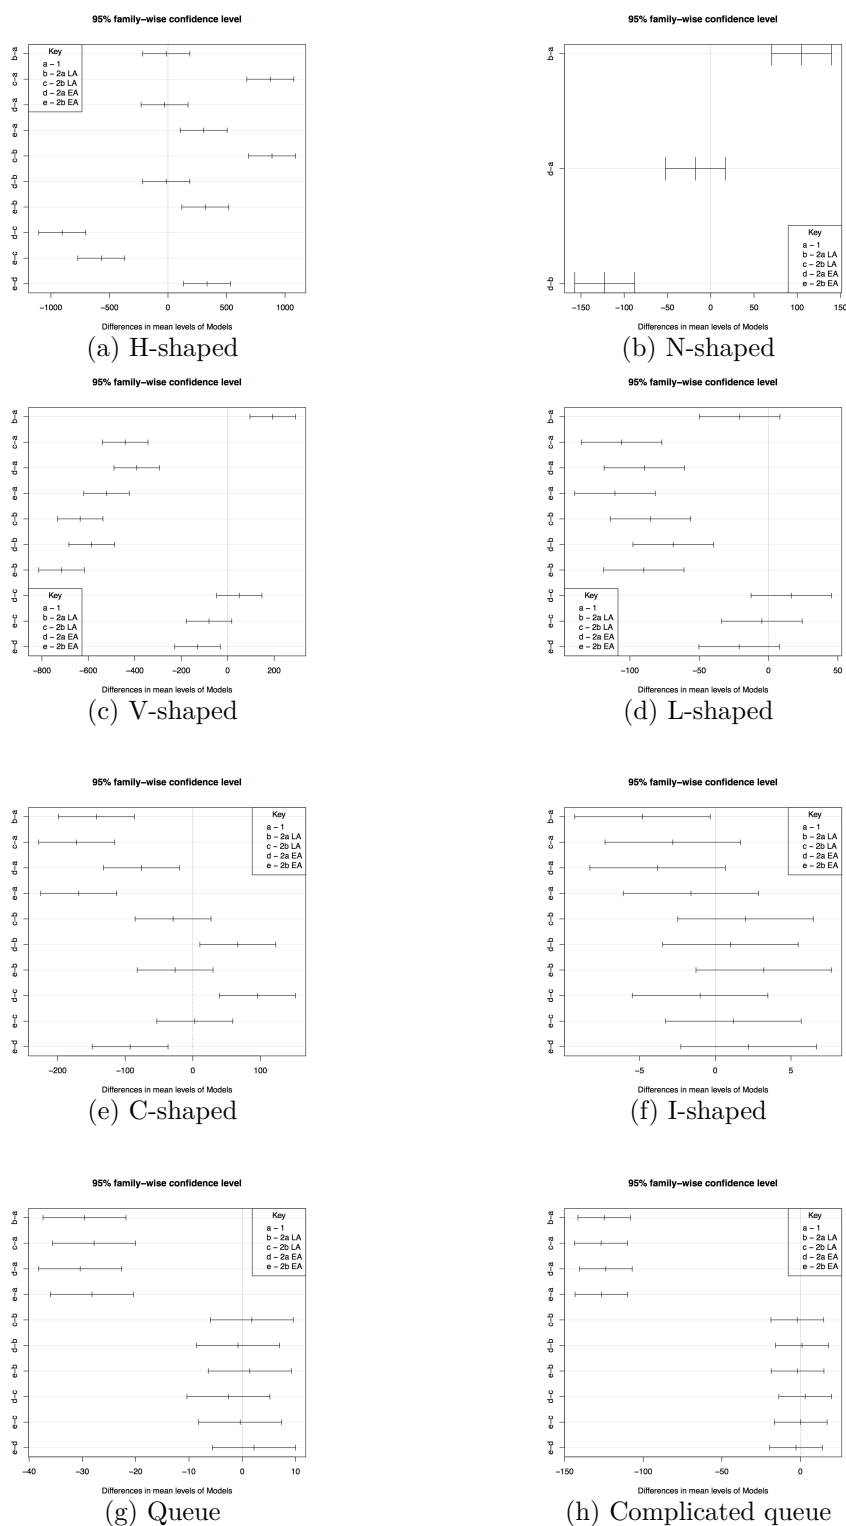 95% family−wise confidence level
95% family−wise confidence level
b−a
c−a
d−a
e−a
c−b
d−b
e−b
d−c
e−c
e−d
Key
a − 1
b − 2a LA
c − 2b LA
d − 2a EA
e − 2b EA
−1000 −500 0 500 1000
Differences in mean levels of Models
(a) H-shaped
b−a
d−a
d−b
Key
a − 1
b − 2a LA
c − 2b LA
d − 2a EA
e − 2b EA
−150 −100 −50 0 50 100 150
Differences in mean levels of Models
(b) N-shaped
95% family−wise confidence level
95% family−wise confidence level
b−a
c−a
d−a
e−a
c−b
d−b
e−b
d−c
e−c
e−d
Key
a − 1
b − 2a LA
c − 2b LA
d − 2a EA
e − 2b EA
−800 −600 −400 −200 0 200
Differences in mean levels of Models
(c) V-shaped
b−a
c−a
d−a
e−a
c−b
d−b
e−b
d−c
e−c
e−d
Key
a − 1
b − 2a LA
c − 2b LA
d − 2a EA
e − 2b EA
−100 −50 0 50
Differences in mean levels of Models
(d) L-shaped
95% family−wise confidence level
95% family−wise confidence level
b−a
c−a
d−a
e−a
c−b
d−b
e−b
d−c
e−c
e−d
Key
a − 1
b − 2a LA
c − 2b LA
d − 2a EA
e − 2b EA
−200 −100 0 100
Differences in mean levels of Models
(e) C-shaped
b−a
c−a
d−a
e−a
c−b
d−b
e−b
d−c
e−c
e−d
Key
a − 1
b − 2a LA
c − 2b LA
d − 2a EA
e − 2b EA
−5 0 5
Differences in mean levels of Models
(f) I-shaped
95% family−wise confidence level
95% family−wise confidence level
b−a
c−a
d−a
e−a
c−b
d−b
e−b
d−c
e−c
e−d
Key
a − 1
b − 2a LA
c − 2b LA
d − 2a EA
e − 2b EA
−40 −30 −20 −10 0 10
Differences in mean levels of Models
(g) Queue
b−a
c−a
d−a
e−a
c−b
d−b
e−b
d−c
e−c
e−d
Key
a − 1
b − 2a LA
c − 2b LA
d − 2a EA
e − 2b EA
−150 −100 −50 0
Differences in mean levels of Models
(h) Complicated queue